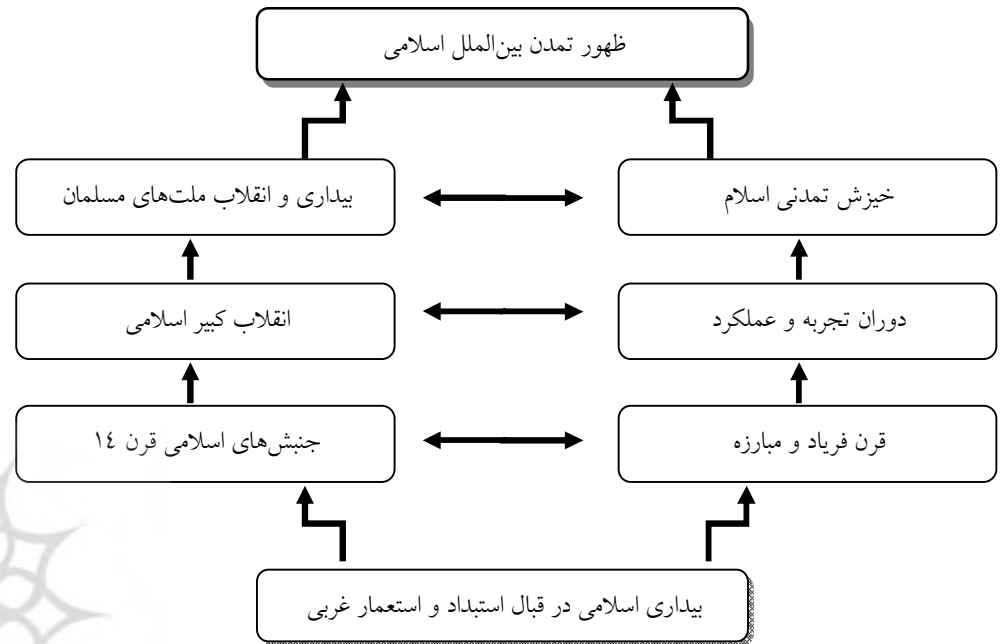 ظهور تمدن بین‌الملل اسلامی
خیزش تمدنی اسلام
بیداری و انقلاب ملت‌های مسلمان
دوران تجربه و عملکرد
انقلاب کبیر اسلامی
قرن فریاد و مبارزه
جنبش‌های اسلامی قرن ١٤
بیداری اسلامی در قبال استبداد و استعمار غربی